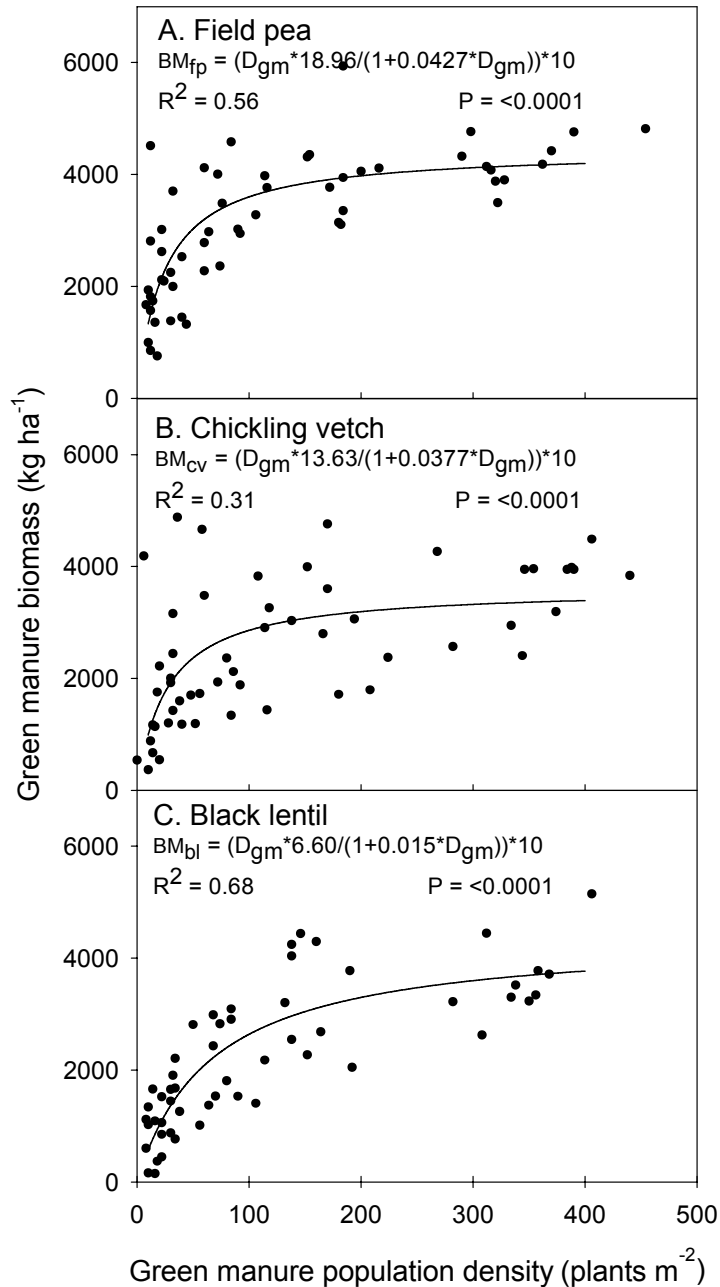 A. Field pea
BMfp = (Dgm*18.96/(1+0.0427*Dgm))*10
R2 = 0.56 P = <0.0001
6000
4000
2000
0
B. Chickling vetch
BMcv = (Dgm*13.63/(1+0.0377*Dgm))*10
R2 = 0.31 P = <0.0001
6000
4000
2000
0
Green manure biomass (kg ha-1)
C. Black lentil
BMbl = (Dgm*6.60/(1+0.015*Dgm))*10
R2 = 0.68 P = <0.0001
6000
4000
2000
0
0 100 200 300 400 500
Green manure population density (plants m-2)